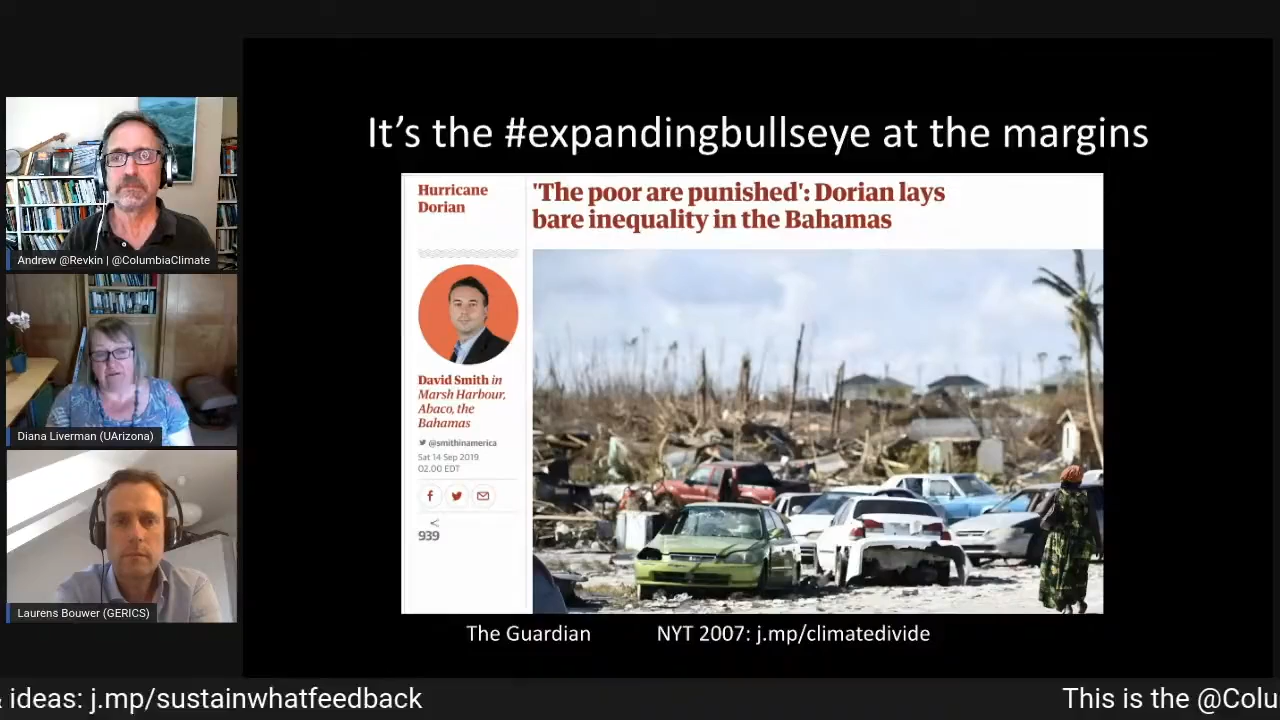 It's the #expandingbullseye at the margins
Hurricane
Dorian
'The poor are punished': Dorian lays
bare inequality in the Bahamas
David Smith in
Marsh Harbour,
Abaco, the
Bahamas
@smithinamerica
Sat 14 Sep 2019
02.00 EDT
939
The Guardian
NYT 2007: j.mp/climatedivide
Andrew @Revkin | @ColumbiaClimate
Diana Liverman (UArizona)
Laurens Bouwer (GERICS)
ideas: j.mp/sustainwhatfeedback
This is the @Colu